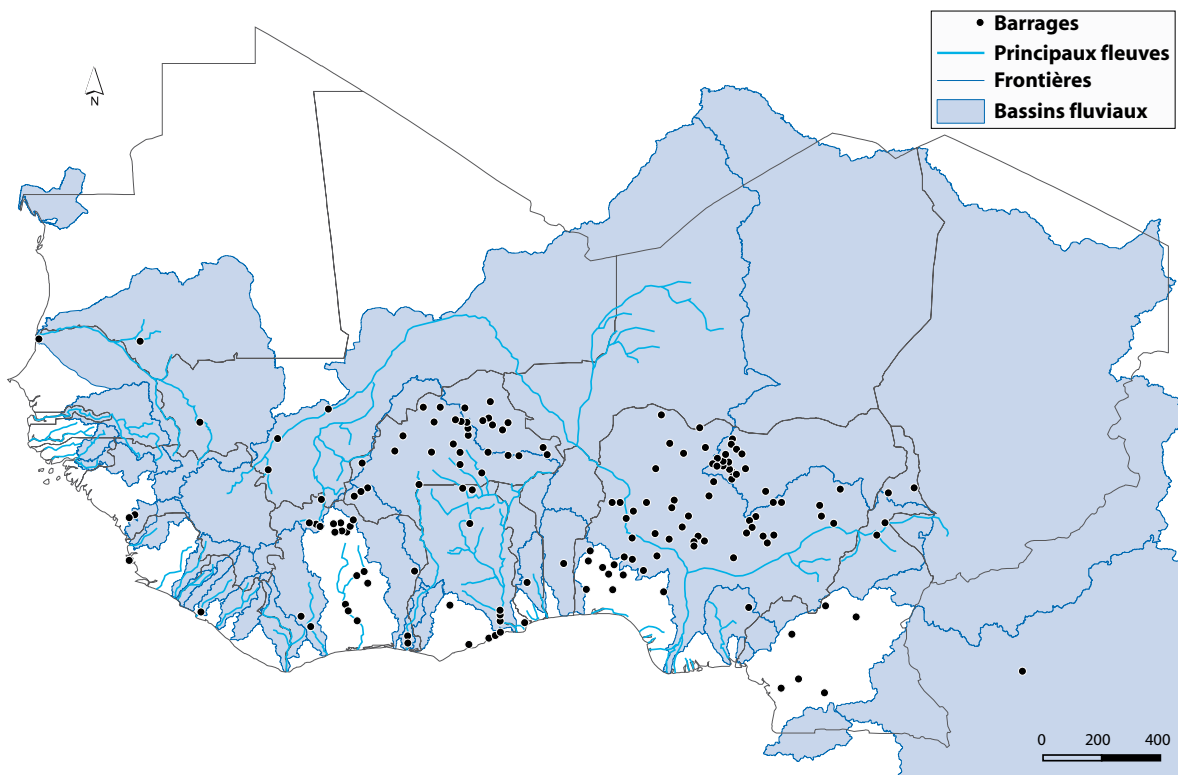 Barrages
Principaux fleuves
Frontières
Bassins fluviaux
N
0 200 400